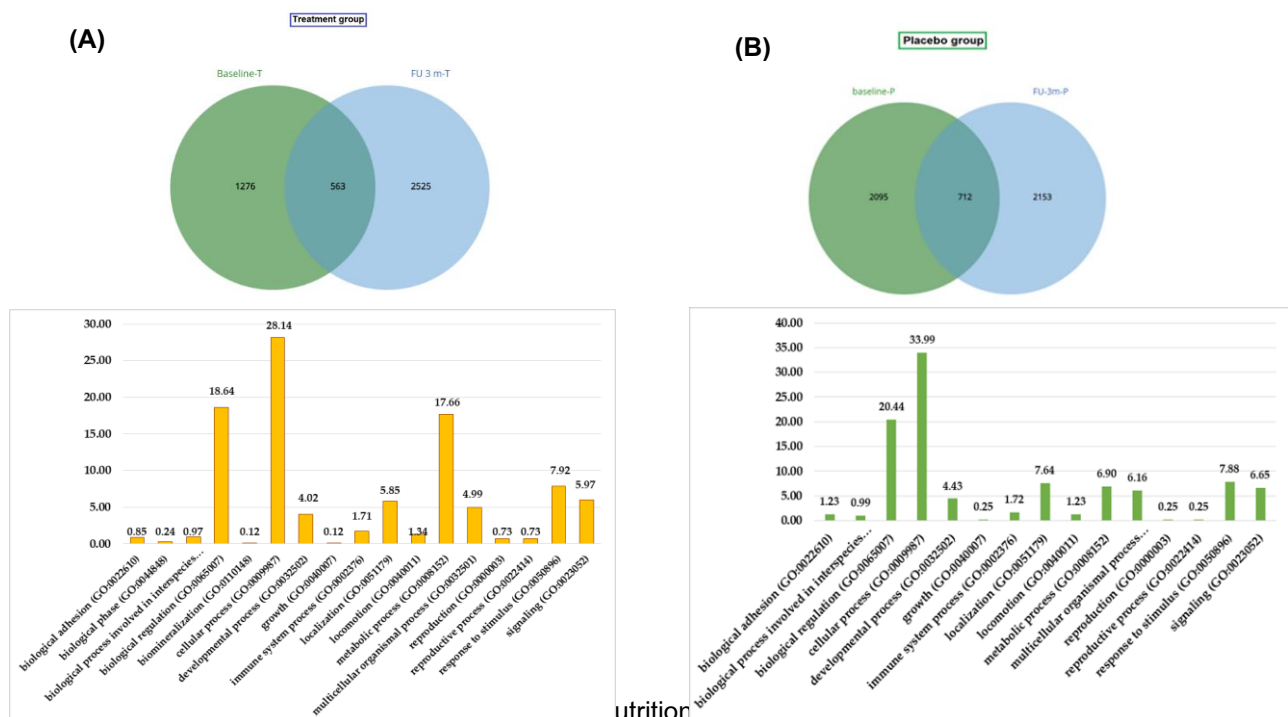 Treatment group
(A)
Baseline-T
FU 3 m-T
1276
563
2525
30.00
25.00
20.00
15.00
10.00
5.00
0.00
0.85
0.24
0.97
18.64
0.12
28.14
4.02
0.12
1.71
5.85
1.34
17.66
4.99
0.73
0.73
7.92
5.97
biological adhesion (GO:0022610)
biological phase (GO:0044848)
biological process involved in interspecies...
biological regulation (GO:0065007)
biomineralization (GO:0110148)
cellular process (GO:0009987)
developmental process (GO:0032502)
growth (GO:0040007)
immune system process (GO:0002376)
localization (GO:0051179)
locomotion (GO:0040011)
metabolic process (GO:0008152)
multicellular organismal process (GO:0032501)
reproduction (GO:0000003)
reproductive process (GO:0022414)
response to stimulus (GO:0050896)
signaling (GO:0023052)
Placebo group
(B)
baseline-P
FU-3m-P
2095
712
2153
40.00
35.00
30.00
25.00
20.00
15.00
10.00
5.00
0.00
1.23
0.99
20.44
33.99
4.43
0.25
1.72
7.64
1.23
6.90
6.16
0.25
0.25
7.88
6.65
biological adhesion (GO:0022610)
biological process involved in interspecies...
biological regulation (GO:0065007)
cellular process (GO:0009987)
developmental process (GO:0032502)
growth (GO:0040007)
immune system process (GO:0002376)
localization (GO:0051179)
locomotion (GO:0040011)
metabolic process (GO:0008152)
multicellular organismal process...
reproduction (GO:0000003)
reproductive process (GO:0022414)
response to stimulus (GO:0050896)
signaling (GO:0023052)
utrition